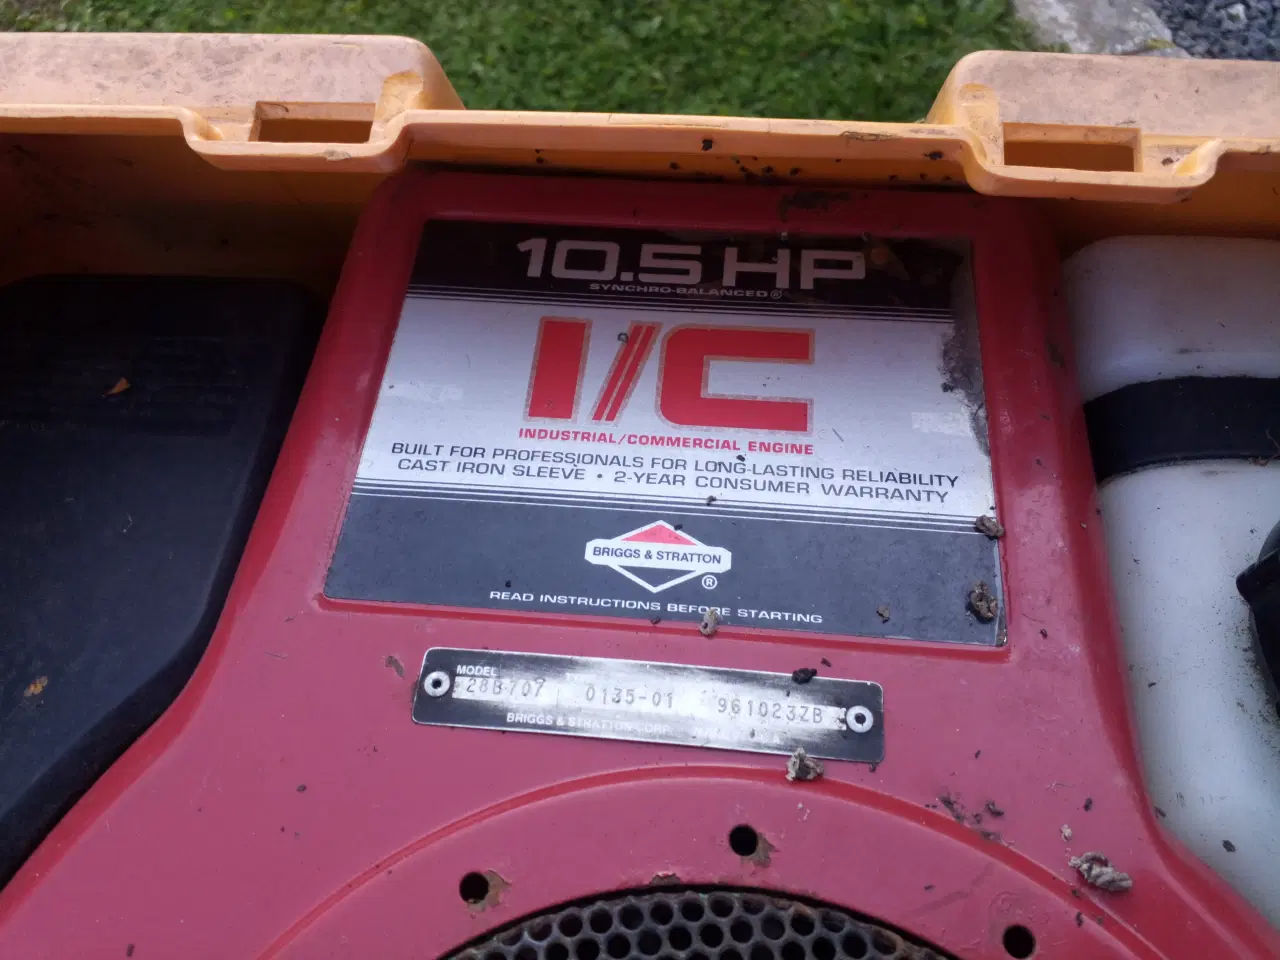 10.5 HP
SYNCHRO-BALANCED®
I/C
INDUSTRIAL/COMMERCIAL ENGINE
BUILT FOR PROFESSIONALS FOR LONG-LASTING RELIABILITY
CAST IRON SLEEVE • 2-YEAR CONSUMER WARRANTY
BRIGGS & STRATTON
®
READ INSTRUCTIONS BEFORE STARTING
MODEL
28B707 0135-01 961023ZB
BRIGGS & STRATTON CORP.